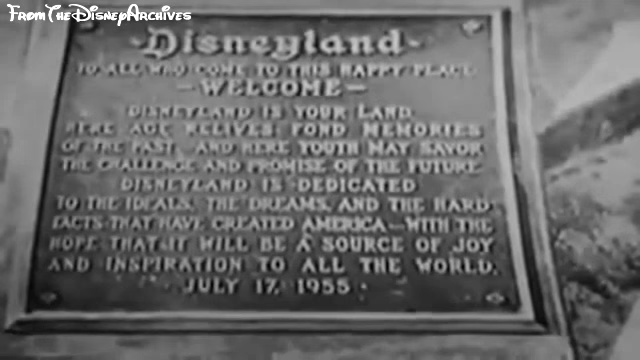 FromTheDisneyArchives
-Disneyland-
TO ALL WHO COME TO THIS HAPPY PLACE
-WELCOME-
DISNEYLAND IS YOUR LAND.
HERE AGE RELIVES FOND MEMORIES
OF THE PAST...AND HERE YOUTH MAY SAVOR
THE CHALLENGE AND PROMISE OF THE FUTURE
DISNEYLAND IS DEDICATED
TO THE IDEALS, THE DREAMS, AND THE HARD
FACTS THAT HAVE CREATED AMERICA—WITH THE
HOPE THAT IT WILL BE A SOURCE OF JOY
AND INSPIRATION TO ALL THE WORLD.
JULY 17, 1955